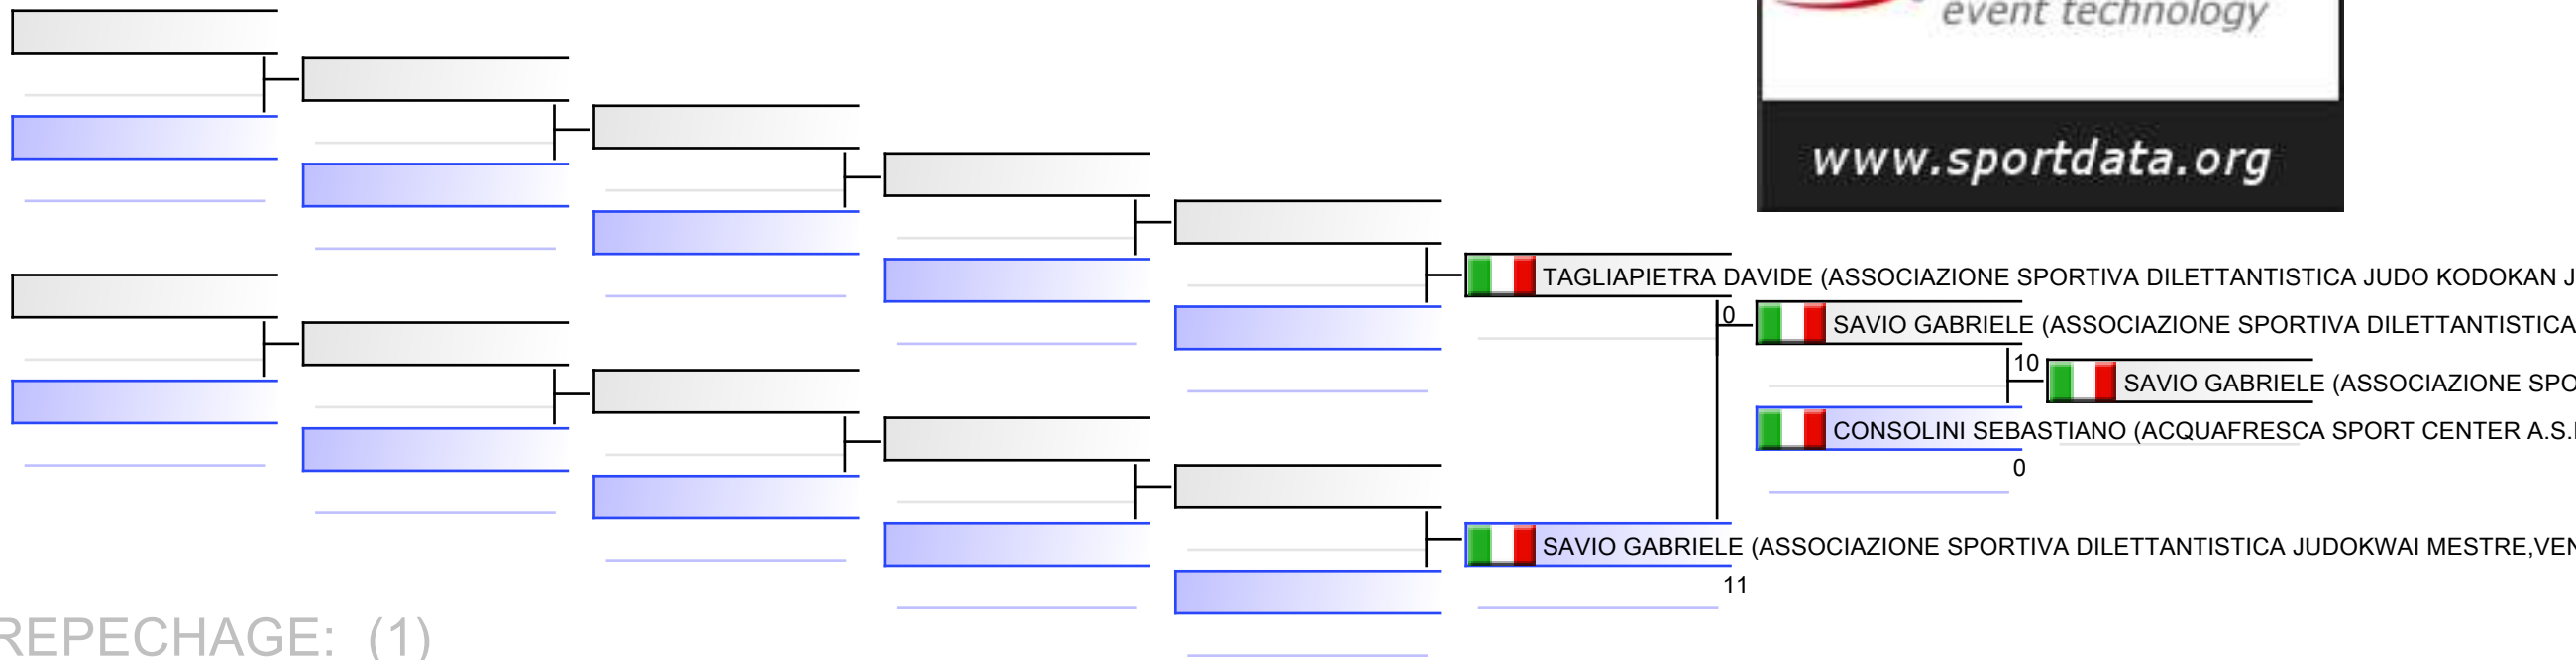 event technology
www.sportdata.org
TAGLIAPIETRA DAVIDE (ASSOCIAZIONE SPORTIVA DILETTANTISTICA JUDO KODOKAN J
0
SAVIO GABRIELE (ASSOCIAZIONE SPORTIVA DILETTANTISTICA
10
SAVIO GABRIELE (ASSOCIAZIONE SPO
CONSOLINI SEBASTIANO (ACQUAFRESCA SPORT CENTER A.S.
0
SAVIO GABRIELE (ASSOCIAZIONE SPORTIVA DILETTANTISTICA JUDOKWAI MESTRE,VEN
11
REPECHAGE: (1)